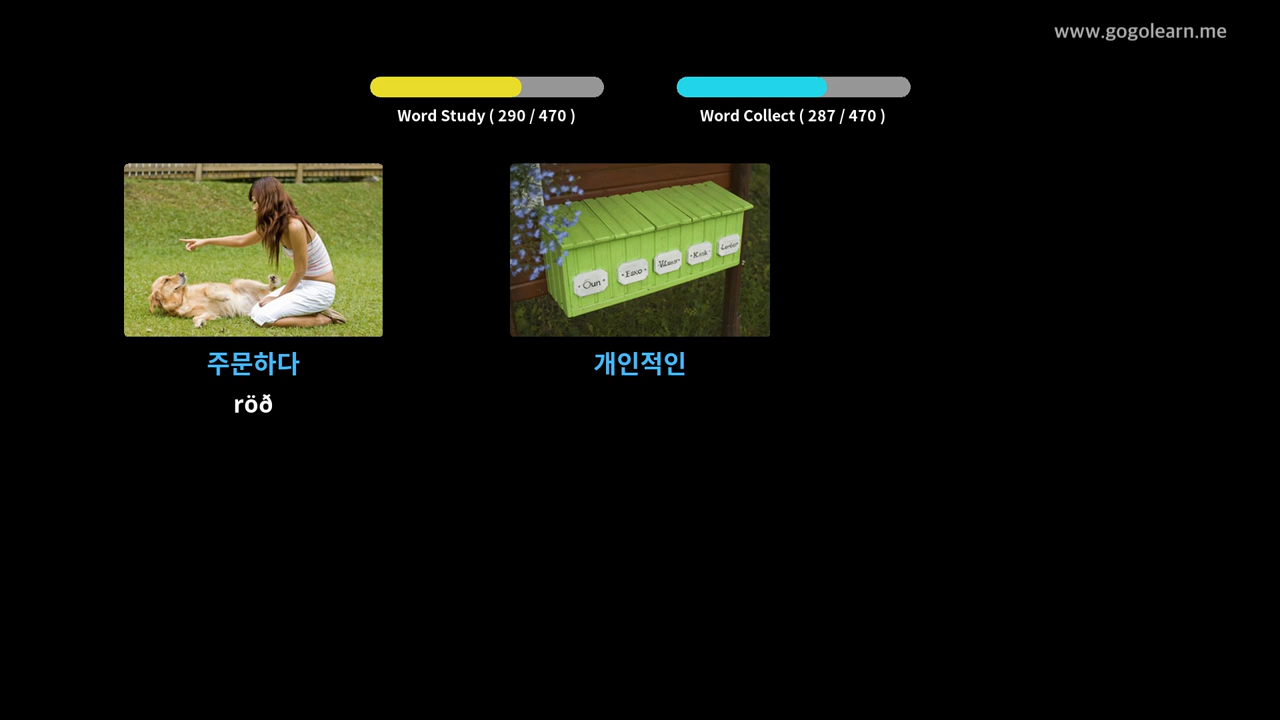 www.gogolearn.me
Word Study ( 290 / 470 )
Word Collect ( 287 / 470 )
Oun
주문하다
개인적인
röð